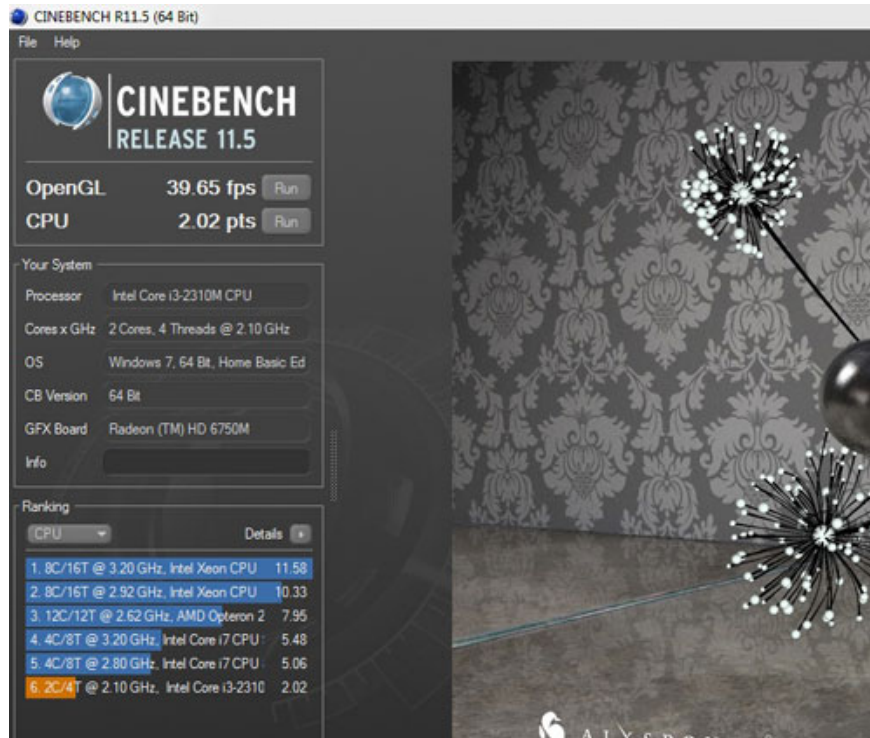 CINEBENCH R11.5 (64 Bit)
File Help
CINEBENCH
RELEASE 11.5
OpenGL 39.65 fps Run
CPU 2.02 pts Run
Your System
Processor Intel Core i3-2310M CPU
Cores x GHz 2 Cores, 4 Threads @ 2.10 GHz
OS Windows 7, 64 Bit, Home Basic Ed
CB Version 64 Bit
GFX Board Radeon (TM) HD 6750M
Info
Ranking
CPU Details
1. 8C/16T @ 3.20 GHz, Intel Xeon CPU 11.58
2. 8C/16T @ 2.92 GHz, Intel Xeon CPU 10.33
3. 12C/12T @ 2.62 GHz, AMD Opteron 2 7.95
4. 4C/8T @ 3.20 GHz, Intel Core i7 CPU 5.48
5. 4C/8T @ 2.80 GHz, Intel Core i7 CPU 5.06
6. 2C/4T @ 2.10 GHz, Intel Core i3-2310 2.02